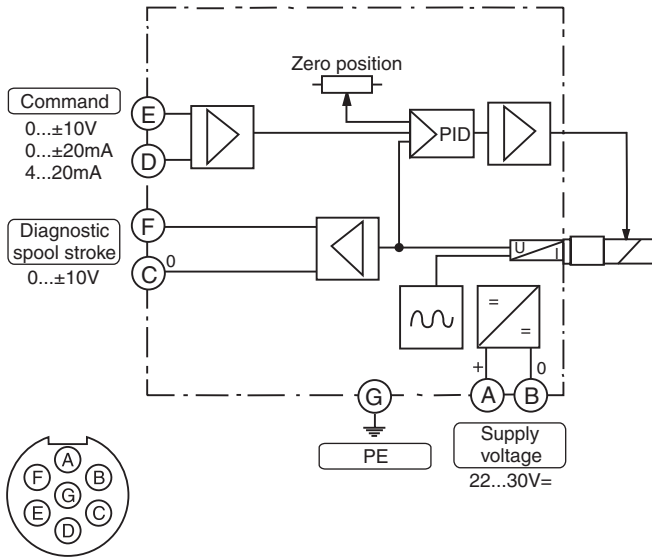 Zero position
Command
0...±10V
0...±20mA
4...20mA
E
D
PID
Diagnostic
spool stroke
0...±10V
F
C
0
U
I
=
=
+
0
G
A
B
PE
Supply
voltage
22...30V=
A
F
B
G
E
C
D